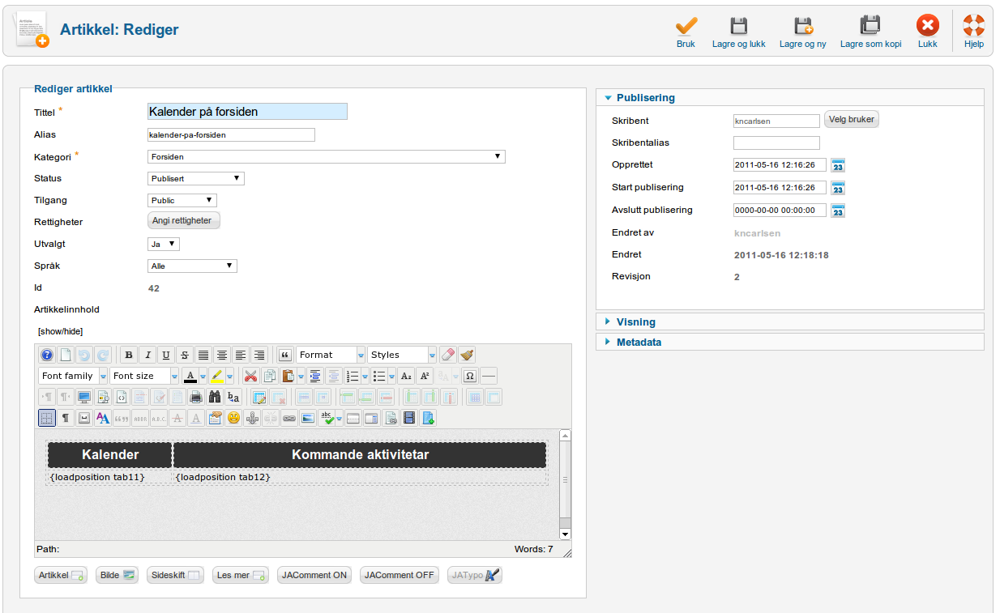 Artikkel: Rediger
Bruk
Lagre og lukk
Lagre og ny
Lagre som kopi
Lukk
Hjelp
Rediger artikkel
Tittel * Kalender på forsiden
Alias kalender-pa-forsiden
Kategori * Forsiden
Status Publisert
Tilgang Public
Rettigheter Angi rettigheter
Utvalgt Ja
Språk Alle
Id 42
Artikkelinnhold
[show/hide]
Format Styles
Font family Font size
Kalender Kommande aktivitetar
{loadposition tab11} {loadposition tab12}
Path: Words: 7
Artikkel Bilde Sideskift Les mer JAComment ON JAComment OFF JATypo
Publisering
Skribent kncarlsen Velg bruker
Skribentalias
Opprettet 2011-05-16 12:16:26 23
Start publisering 2011-05-16 12:16:26 23
Avslutt publisering 0000-00-00 00:00:00 23
Endret av kncarlsen
Endret 2011-05-16 12:18:18
Revisjon 2
Visning
Metadata